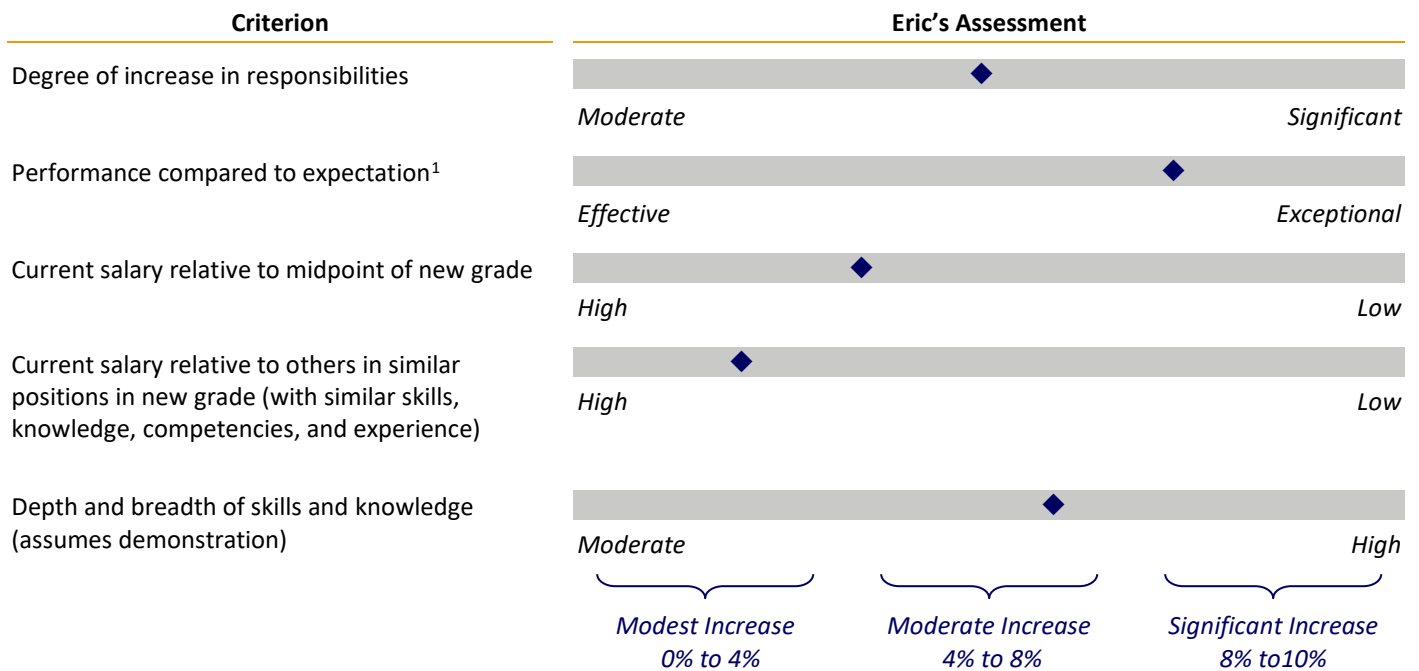 Criterion
Eric’s Assessment
Degree of increase in responsibilities
Moderate
Significant
Performance compared to expectation¹
Effective
Exceptional
Current salary relative to midpoint of new grade
High
Low
Current salary relative to others in similar
positions in new grade (with similar skills,
knowledge, competencies, and experience)
High
Low
Depth and breadth of skills and knowledge
(assumes demonstration)
Moderate
High
Modest Increase
0% to 4%
Moderate Increase
4% to 8%
Significant Increase
8% to10%